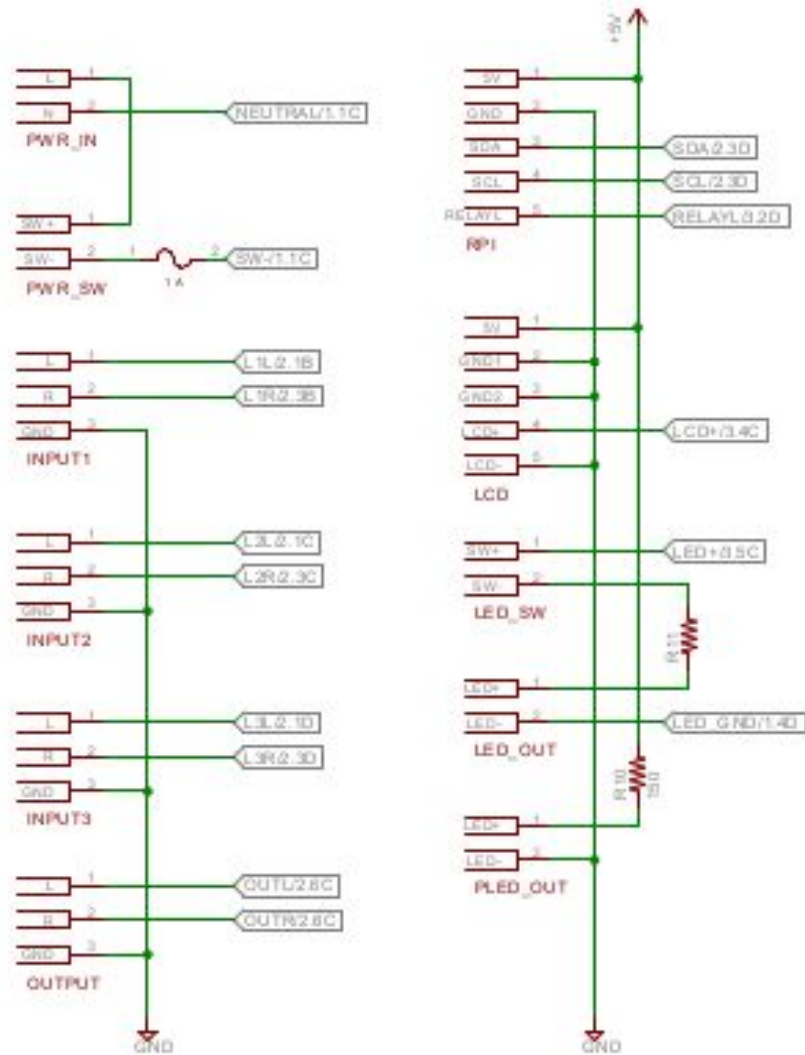 L 1
N 2 NEUTRAL/1.1C
PWR_IN
SW+ 1
SW- 2 1 2 SW-/1.1C
1A
PWR_SW
L 1 L1L/2.1B
R 2 L1R/2.3B
GND 3
INPUT1
L 1 L2L/2.1C
R 2 L2R/2.3C
GND 3
INPUT2
L 1 L3L/2.1D
R 2 L3R/2.3D
GND 3
INPUT3
L 1 OUTL/2.6C
R 2 OUTR/2.6C
GND 3
OUTPUT
GND
+5V
5V 1
GND 2
SDA 3 SDA/2.3D
SCL 4 SCL/2.3D
RELAYL 5 RELAYL/3.2D
RPI
5V 1
GND1 2
GND2 3
LCD+ 4 LCD+/3.4C
LCD- 5
LCD
SW+ 1 LED+/3.5C
SW- 2
LED_SW
R11
LED+ 1
LED- 2 LED_GND/1.4D
LED_OUT
R10
150
LED+ 1
LED- 2
PLED_OUT
GND